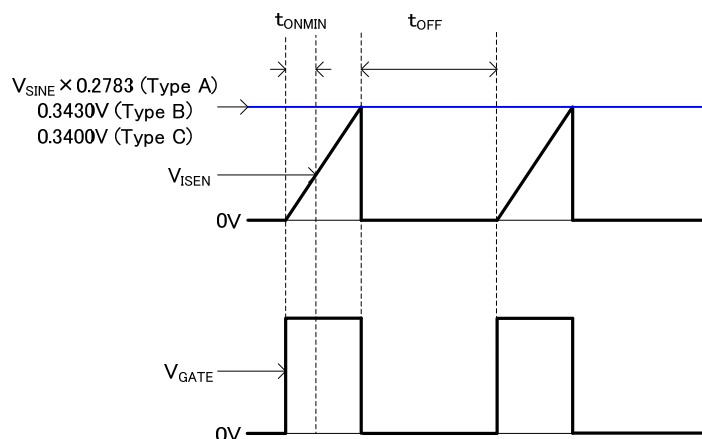 tONMIN
tOFF
VSINE × 0.2783 (Type A)
0.3430V (Type B)
0.3400V (Type C)
VISEN
0V
VGATE
0V